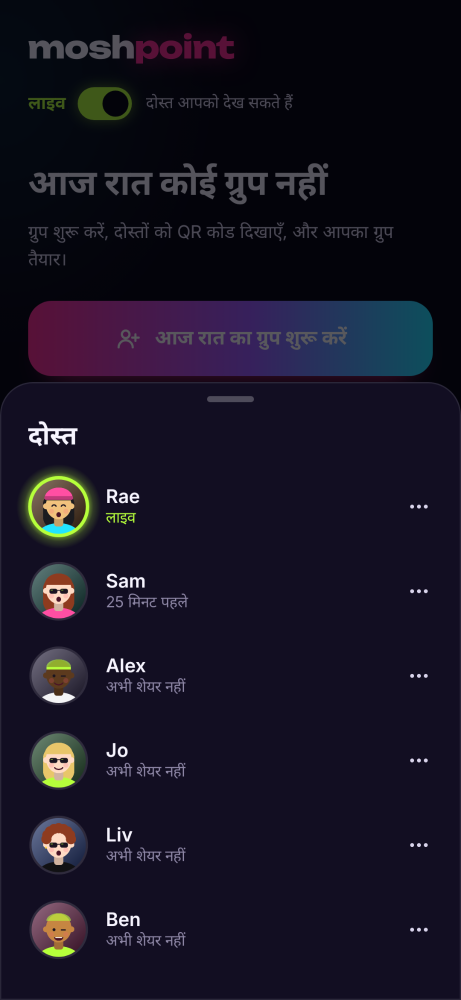 moshpoint
लाइव
दोस्त आपको देख सकते हैं
आज रात कोई ग्रुप नहीं
ग्रुप शुरू करें, दोस्तों को QR कोड दिखाएँ, और आपका ग्रुप
तैयार।
आज रात का ग्रुप शुरू करें
दोस्त
Rae
लाइव
Sam
25 मिनट पहले
Alex
अभी शेयर नहीं
Jo
अभी शेयर नहीं
Liv
अभी शेयर नहीं
Ben
अभी शेयर नहीं